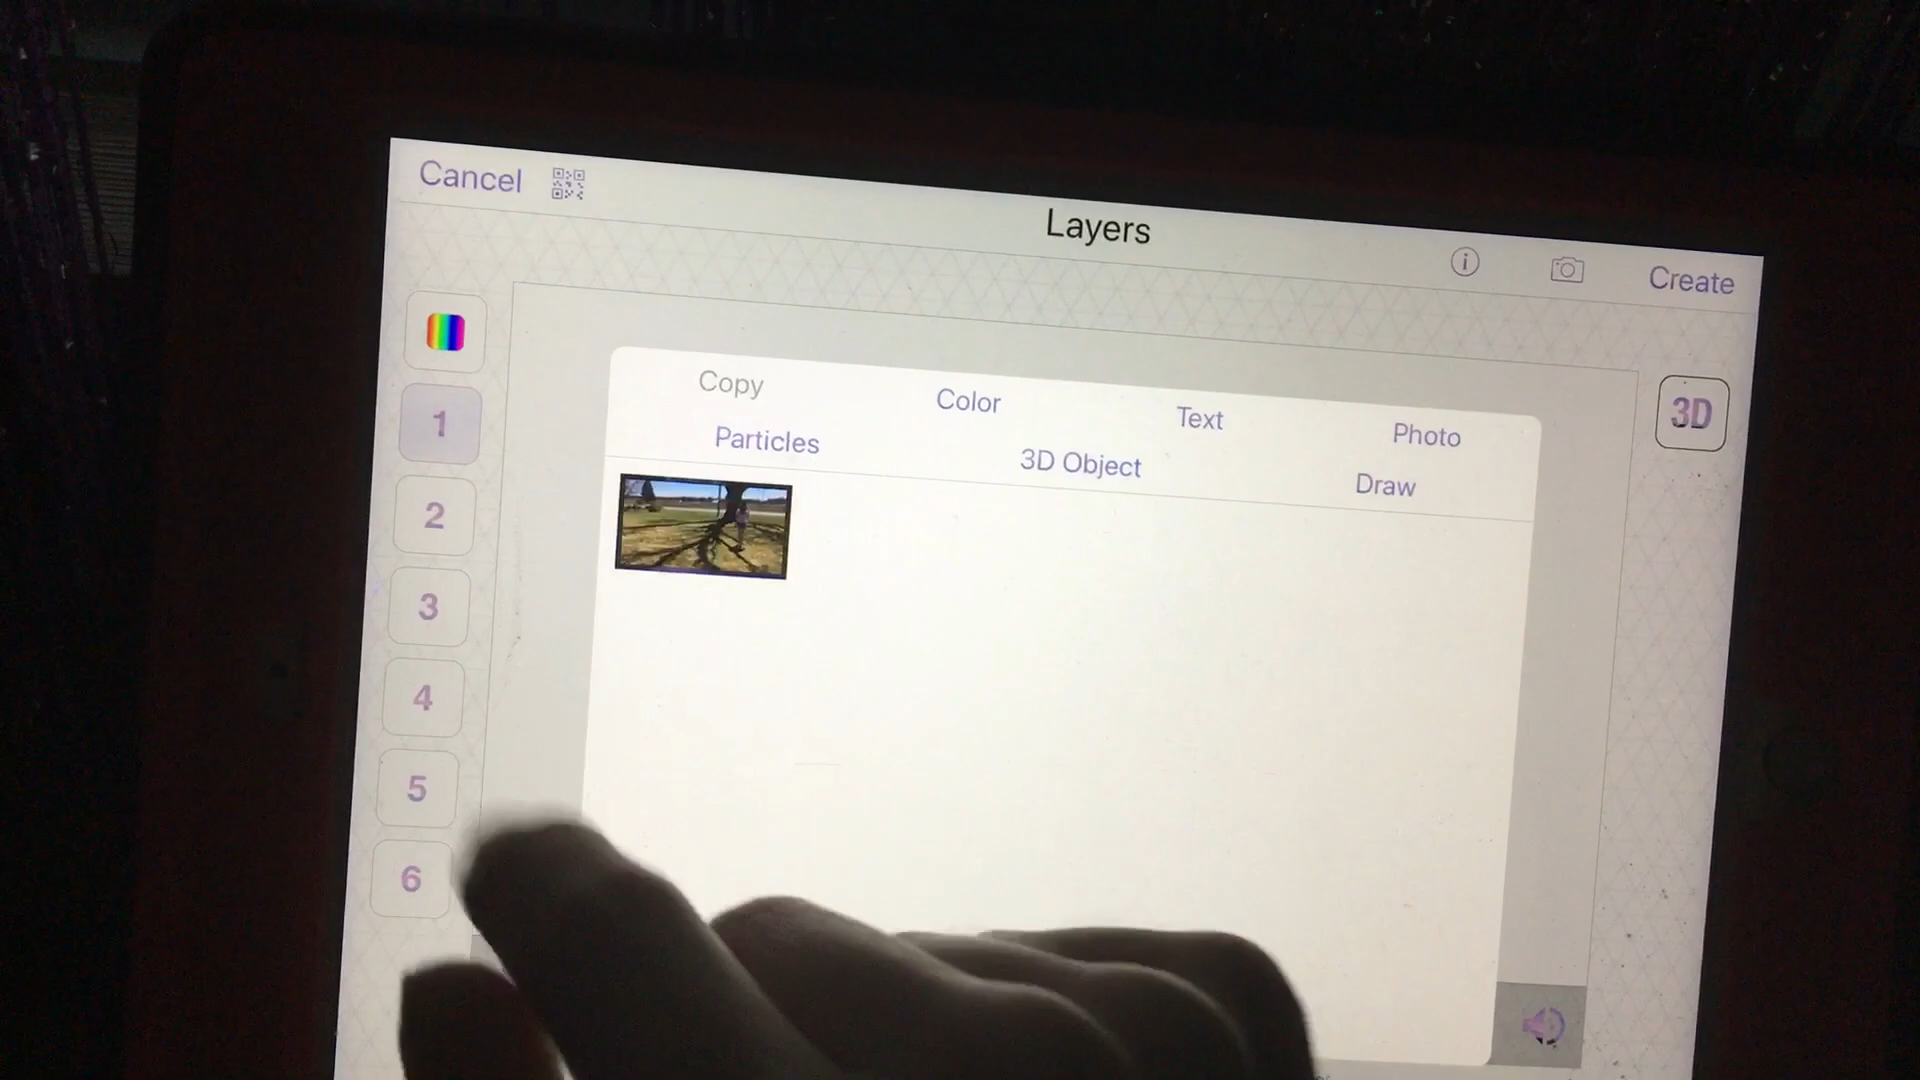 Cancel
Layers
Create
Copy
Color
Text
Photo
Particles
3D Object
Draw
3D
1
2
3
4
5
6